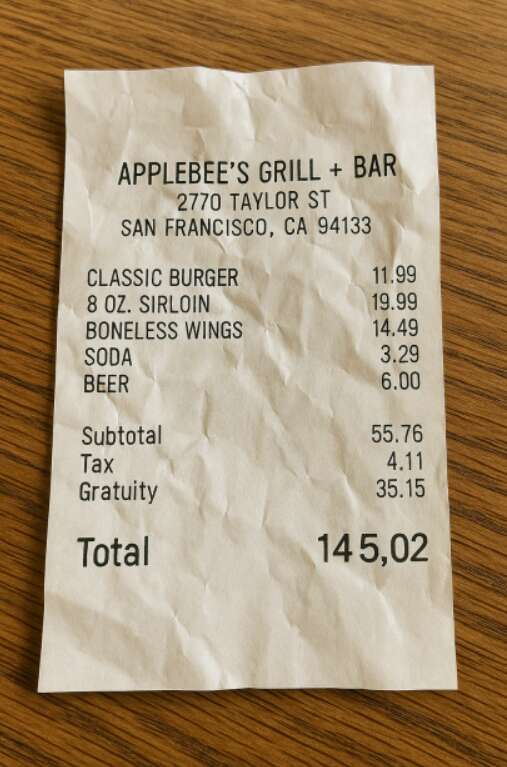 APPLEBEE'S GRILL + BAR
2770 TAYLOR ST
SAN FRANCISCO, CA 94133
CLASSIC BURGER 11.99
8 OZ. SIRLOIN 19.99
BONELESS WINGS 14.49
SODA 3.29
BEER 6.00
Subtotal 55.76
Tax 4.11
Gratuity 35.15
Total 145,02